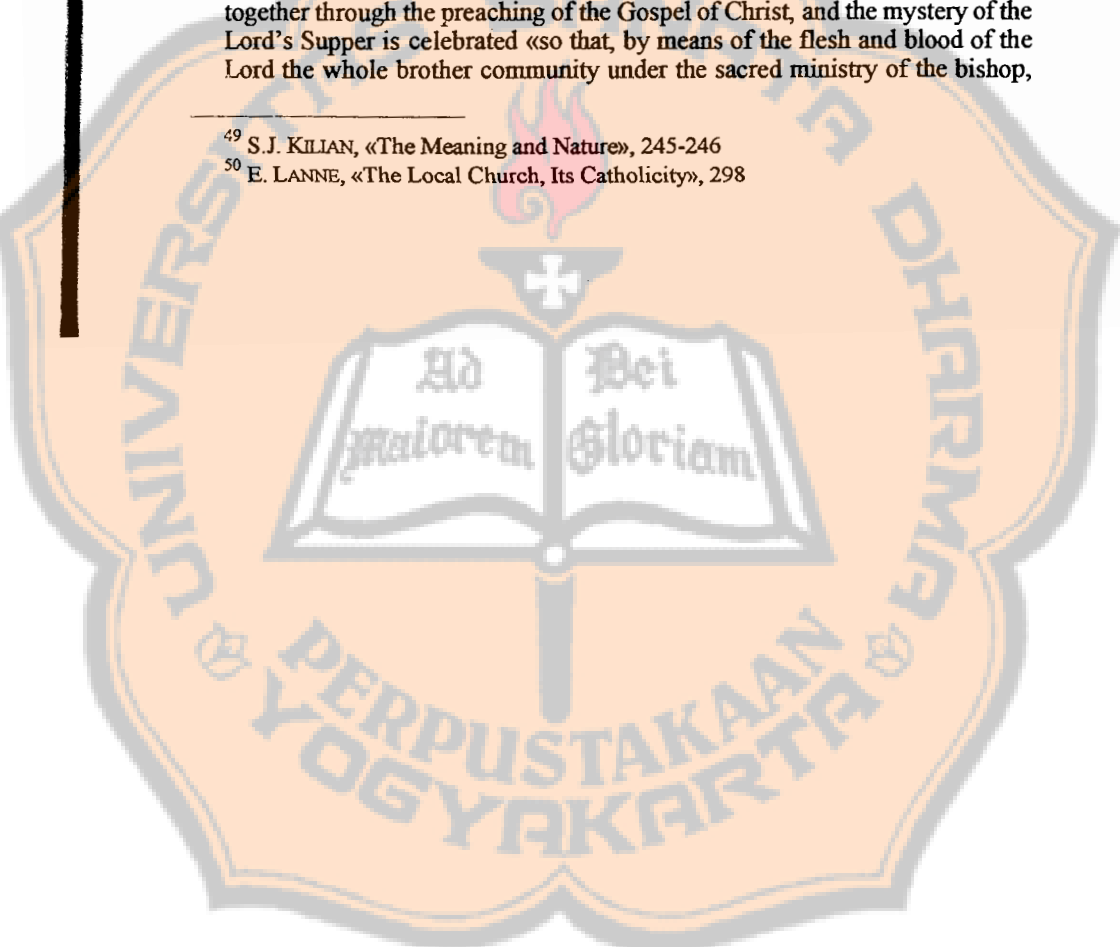 together through the preaching of the Gospel of Christ, and the mystery of the
Lord's Supper is celebrated «so that, by means of the flesh and blood of the
Lord the whole brother community under the sacred ministry of the bishop,
49 S.J. KILIAN, «The Meaning and Nature», 245-246
50 E. LANNE, «The Local Church, Its Catholicity», 298
UNIVERSITAS SANATA DHARMA
Ad Dei
maiorem Gloriam
PERPUSTAKAAN
YOGYAKARTA